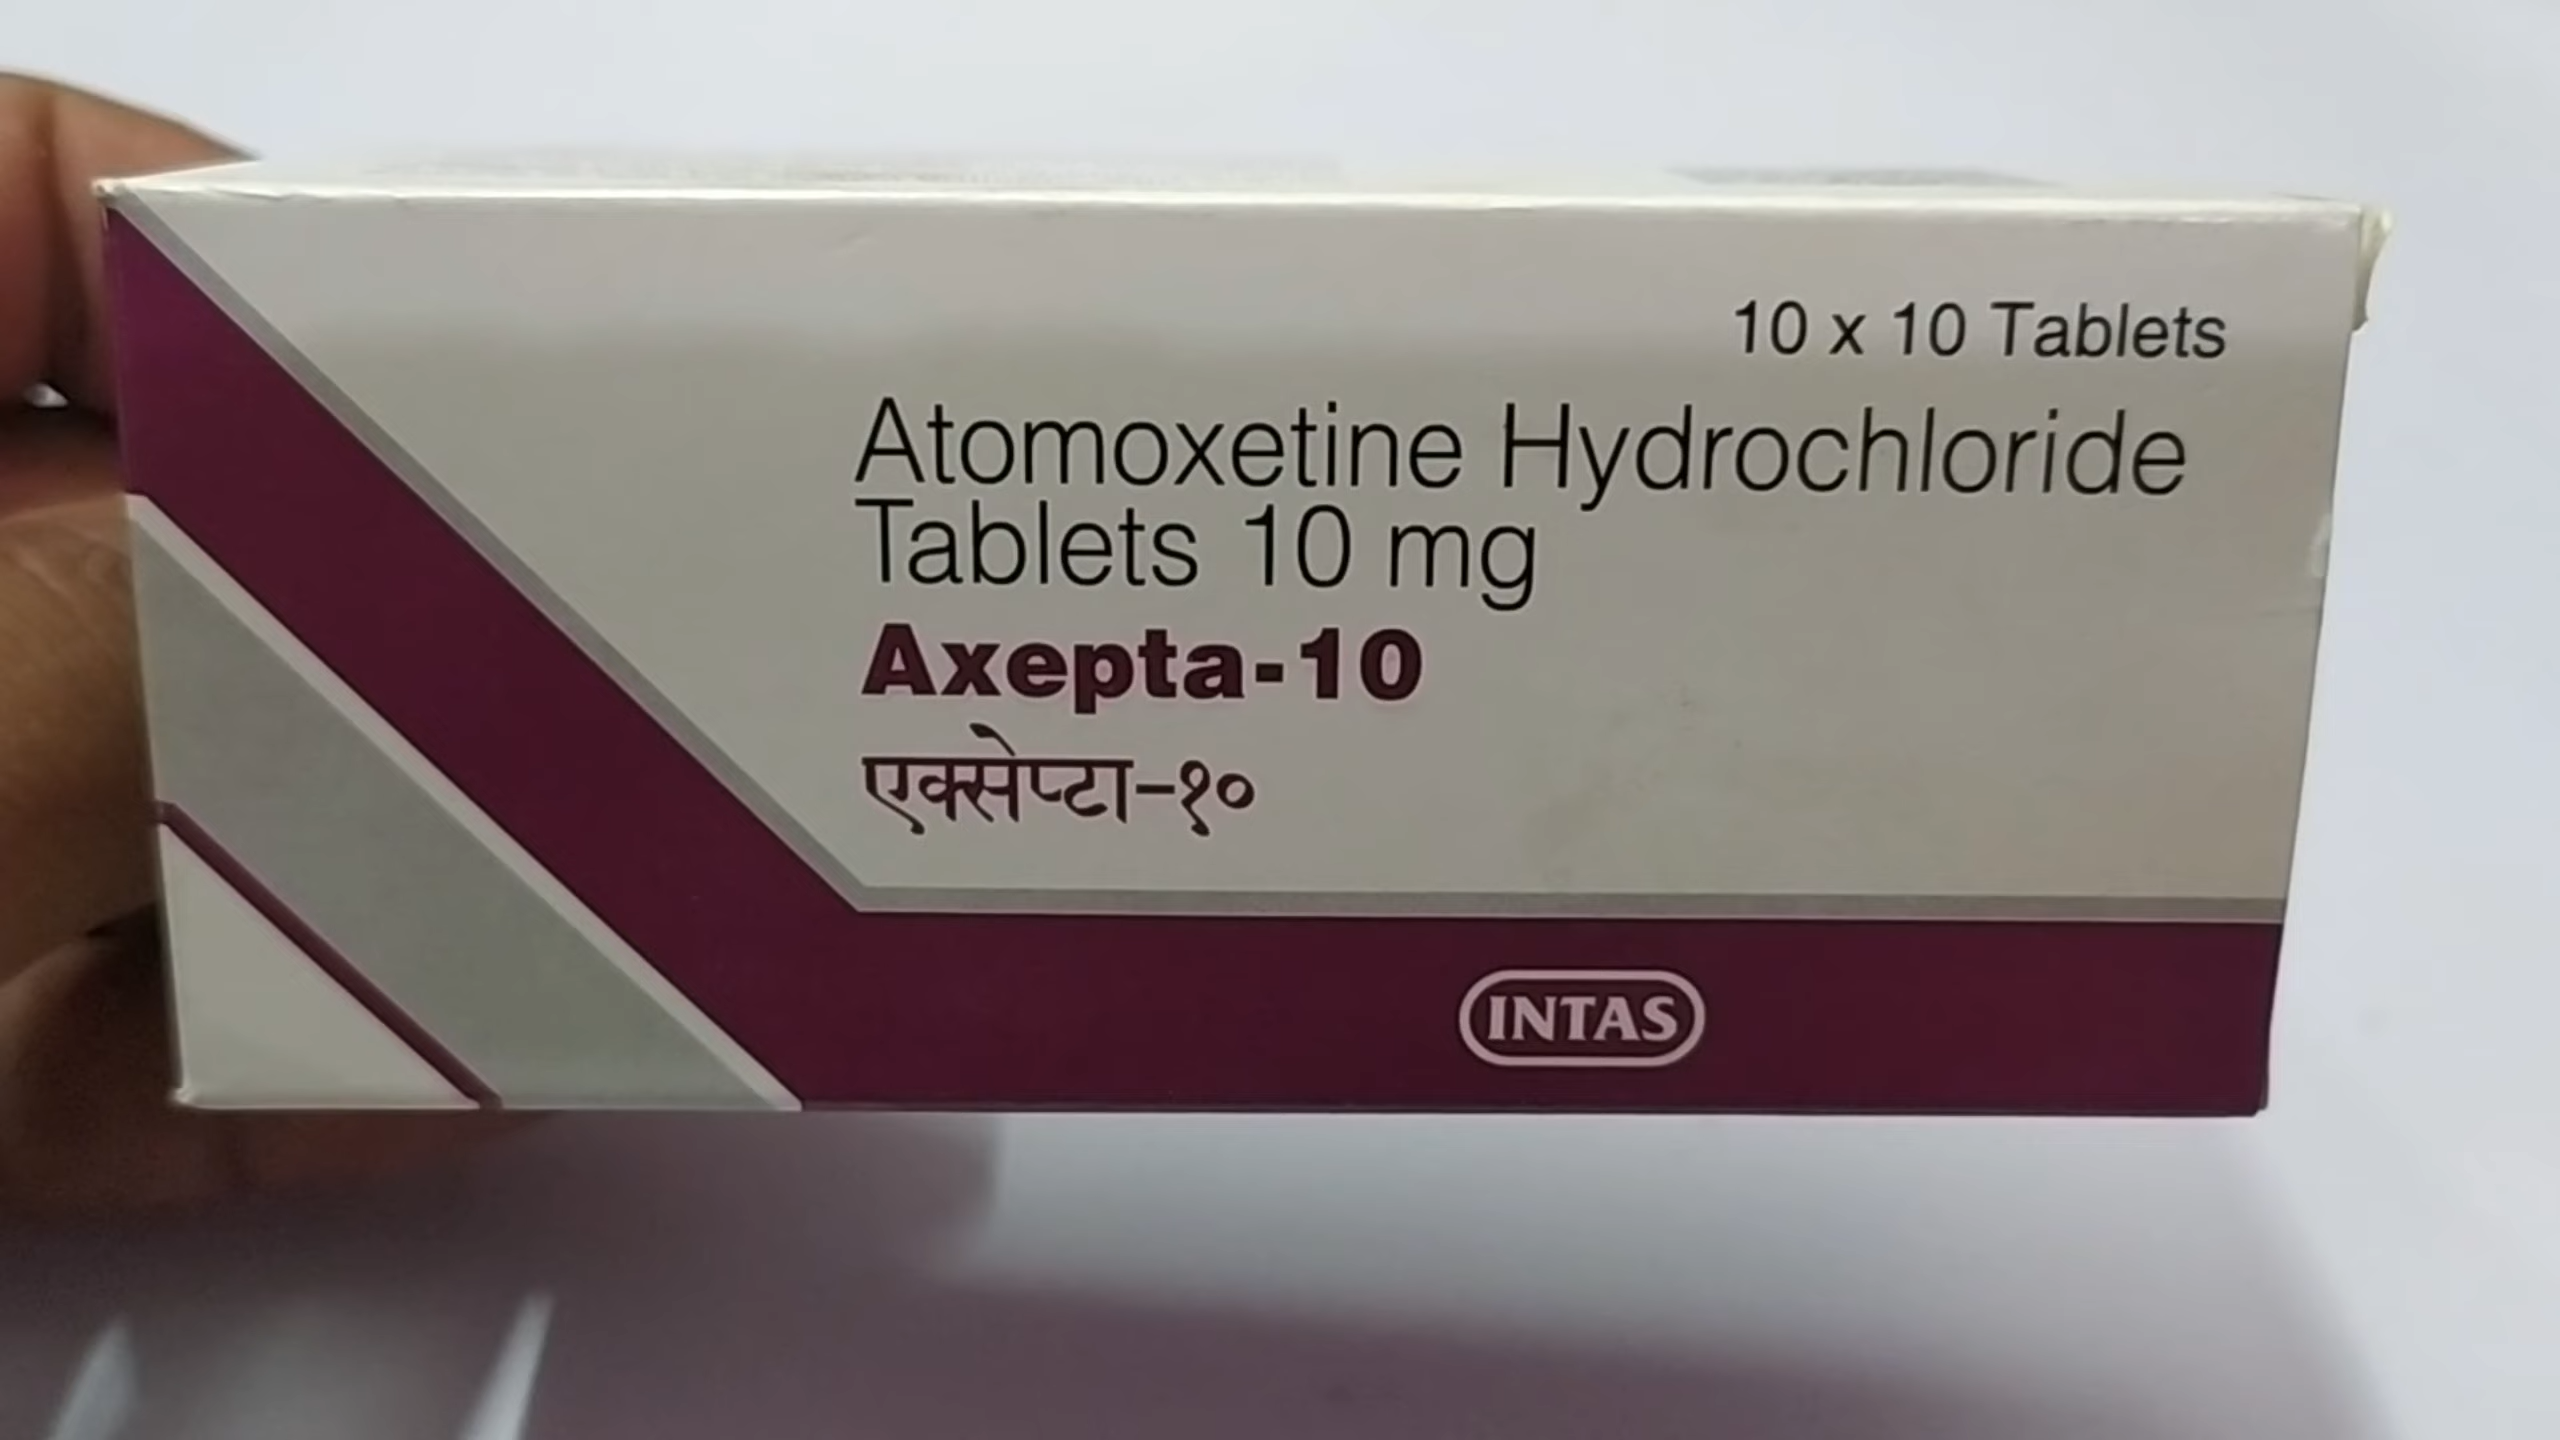 10 x 10 Tablets
Atomoxetine Hydrochloride
Tablets 10 mg
Axepta-10
एक्सेप्टा-१०
INTAS